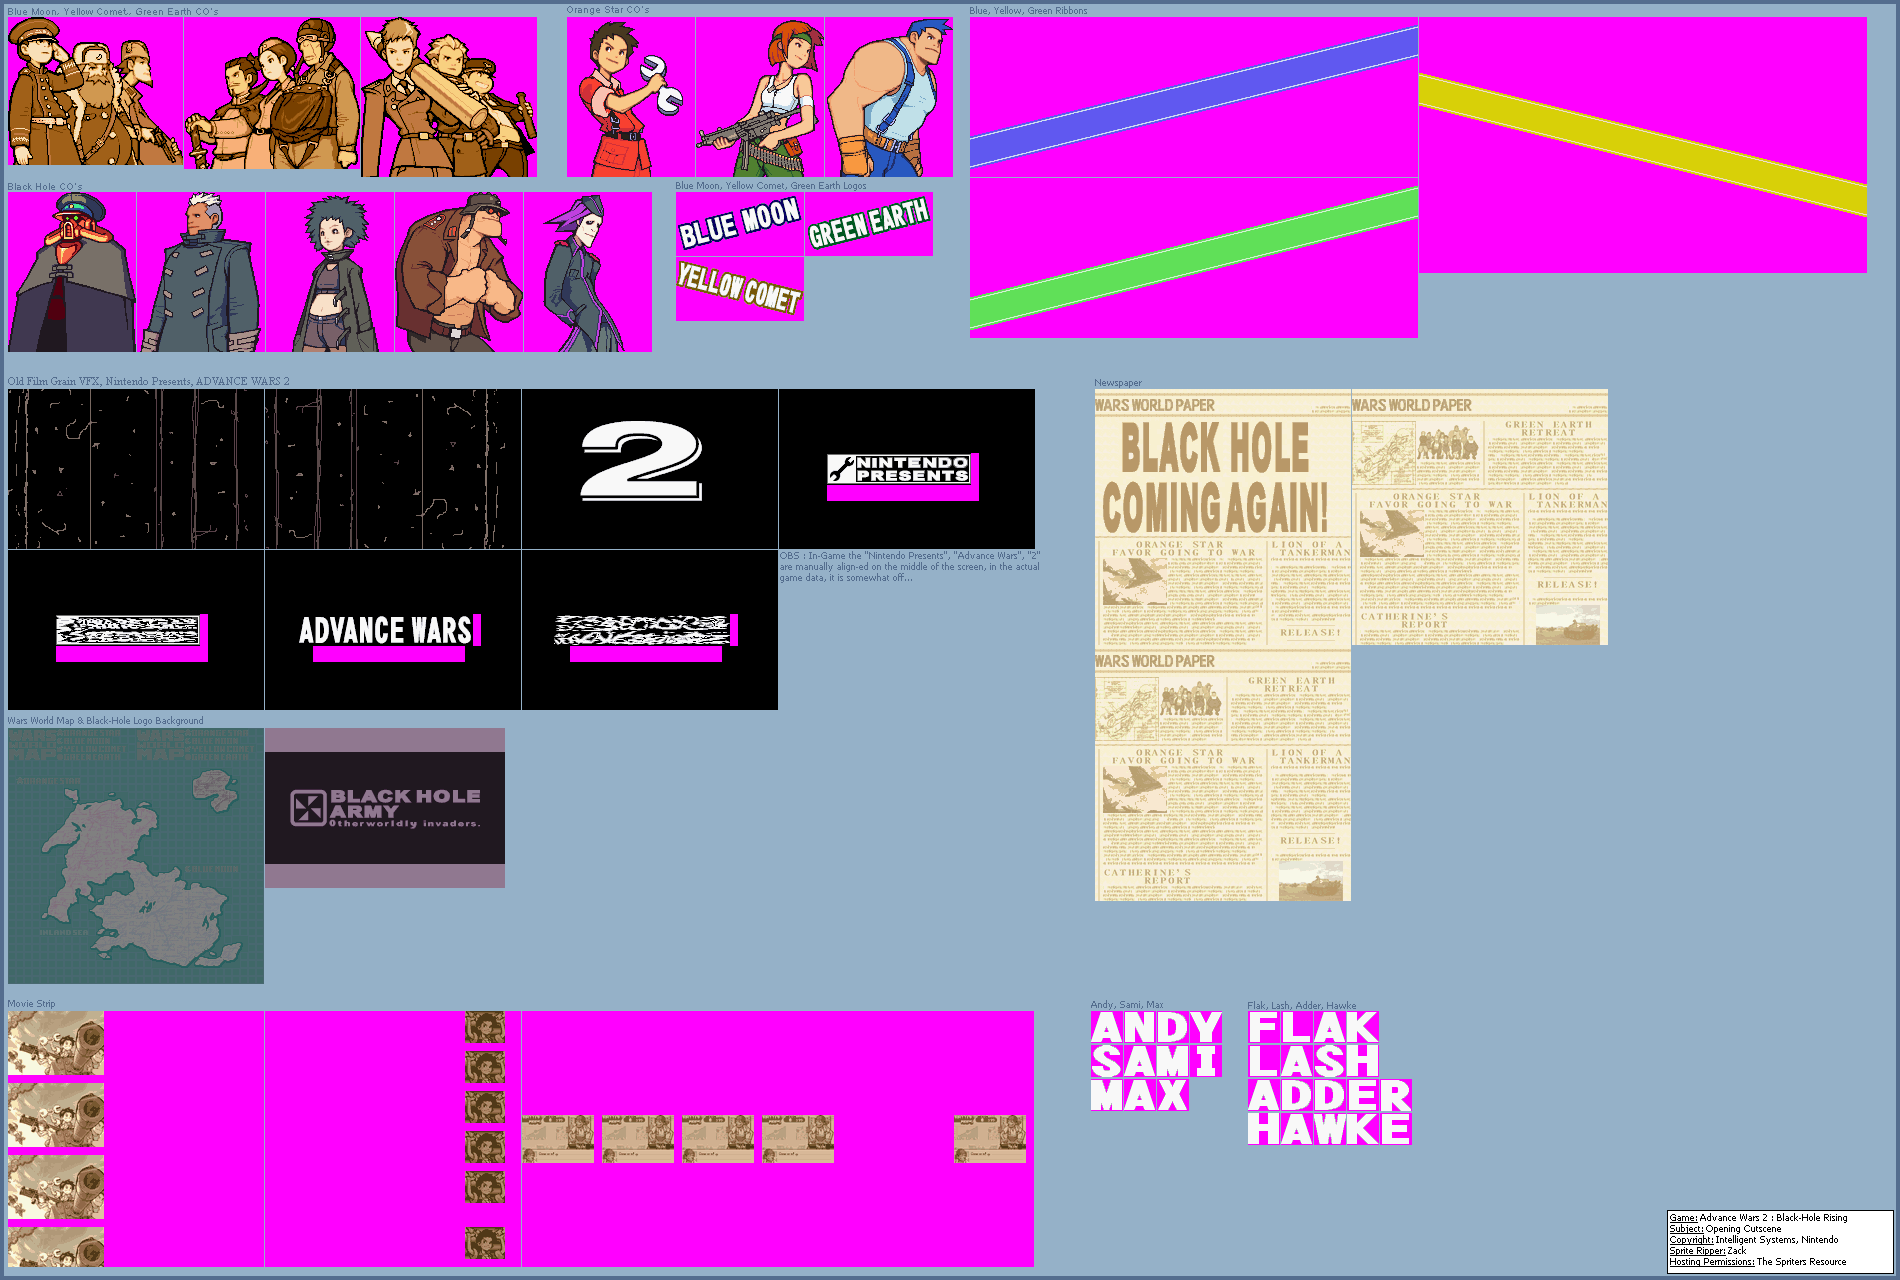 Blue Moon. Yellow Comet.. Green Earth CO's
Orange Star CO's
Blue, Yellow, Green Ribbons
Black Hole CO's
Blue Moon, Yellow Comet, Green Earth Logos
BLUE MOON
GREEN EARTH
YELLOW COMET
Old Film Grain VFX, Nintendo Presents, ADVANCE WARS 2
2
NINTENDO
PRESENTS
ADVANCE WARS
OBS : In-Game the "Nintendo Presents", "Advance Wars", "2"
are manually align-ed on the middle of the screen, in the actual
game data, it is somewhat off...
Newspaper
WARS WORLD PAPER
BLACK HOLE
COMING AGAIN!
ORANGE STAR
FAVOR GOING TO WAR
LION OF A
TANKERMAN
CATHERINE'S
REPORT
RELEASE!
WARS WORLD PAPER
GREEN EARTH
RETREAT
ORANGE STAR
FAVOR GOING TO WAR
LION OF A
TANKERMAN
RELEASE!
CATHERINE'S
REPORT
WARS WORLD PAPER
GREEN EARTH
RETREAT
ORANGE STAR
FAVOR GOING TO WAR
LION OF A
TANKERMAN
RELEASE!
CATHERINE'S
REPORT
Wars World Map & Black-Hole Logo Background
BLACK HOLE
ARMY
Otherworldly invaders.
Movie Strip
Andy, Sami, Max
ANDY
SAMI
MAX
Flak, Lash, Adder, Hawke
FLAK
LASH
ADDER
HAWKE
Game: Advance Wars 2 : Black-Hole Rising
Subject: Opening Cutscene
Copyright: Intelligent Systems, Nintendo
Sprite Ripper: Zack
Hosting Permissions: The Spriters Resource